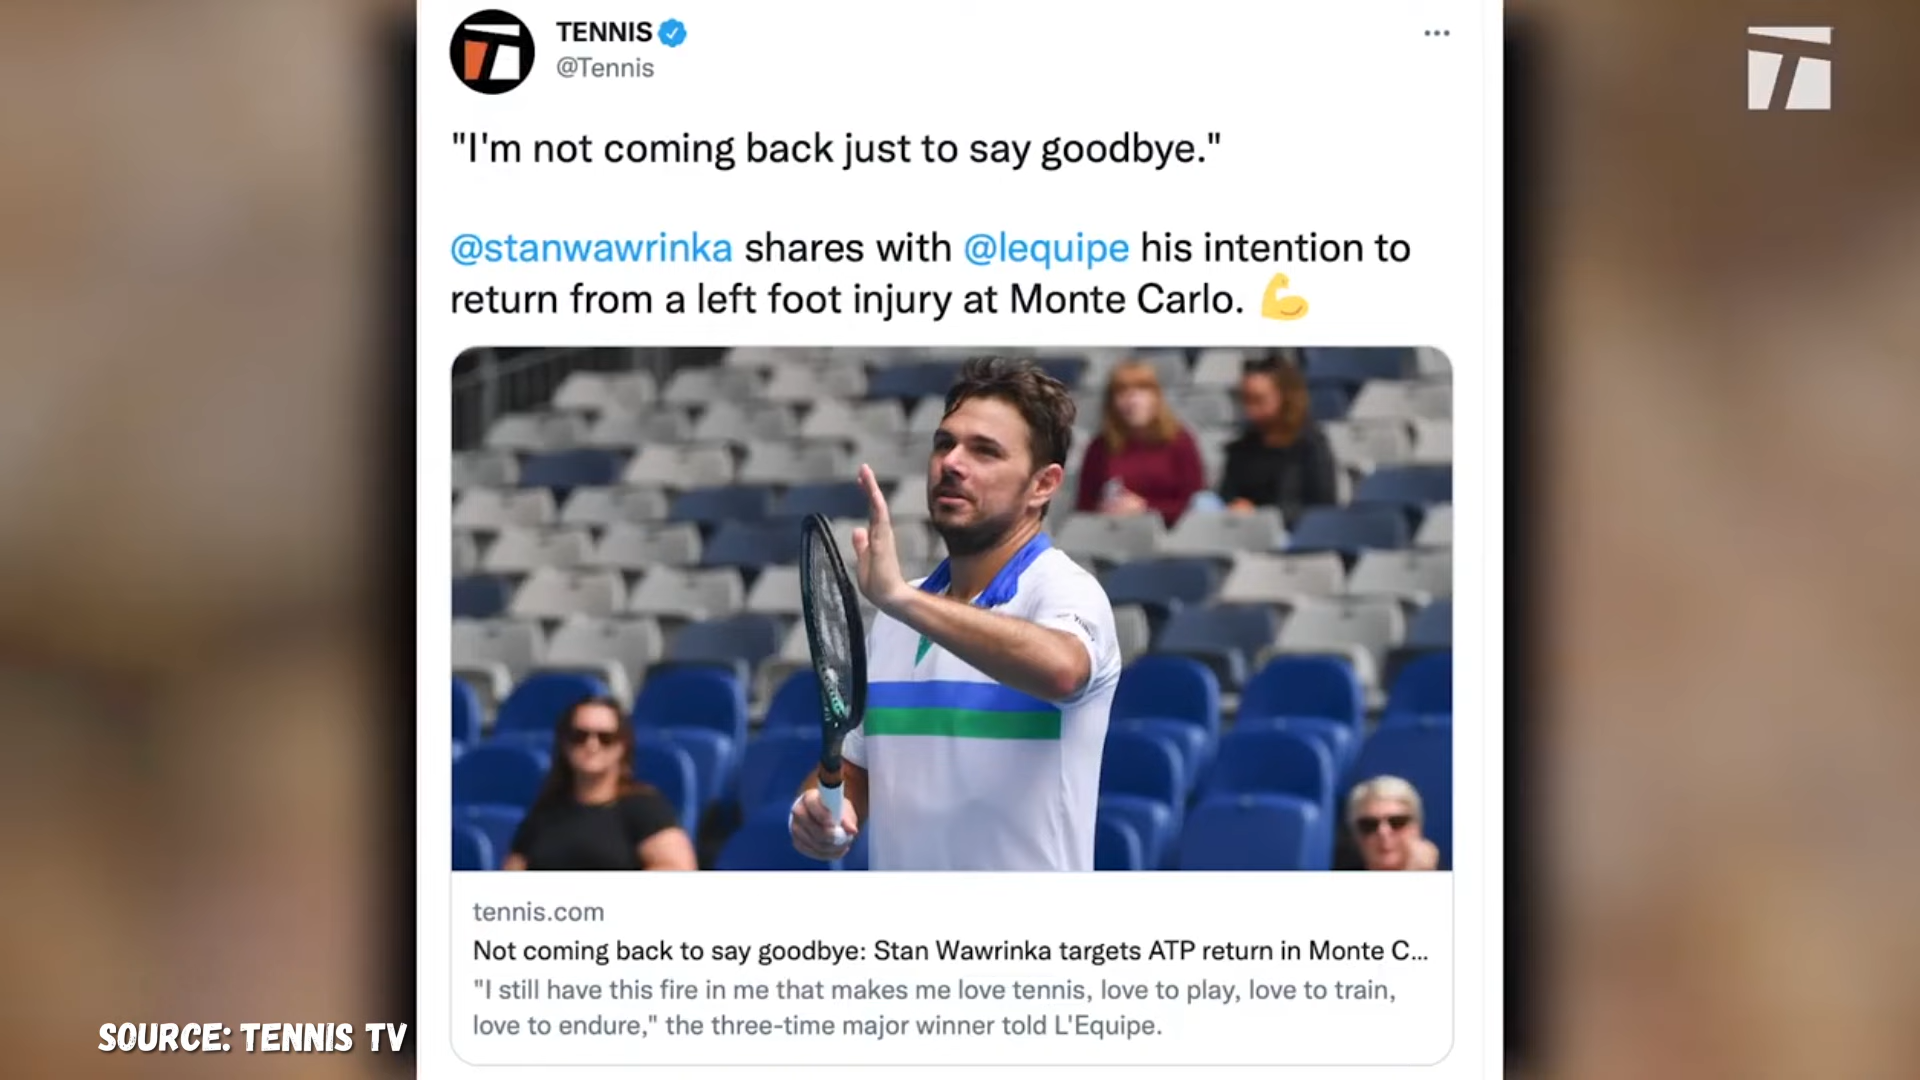 TENNIS
@Tennis
"I'm not coming back just to say goodbye."
@stanwawrinka shares with @lequipe his intention to
return from a left foot injury at Monte Carlo. 💪
tennis.com
Not coming back to say goodbye: Stan Wawrinka targets ATP return in Monte C...
"I still have this fire in me that makes me love tennis, love to play, love to train,
love to endure," the three-time major winner told L'Equipe.
SOURCE: TENNIS TV